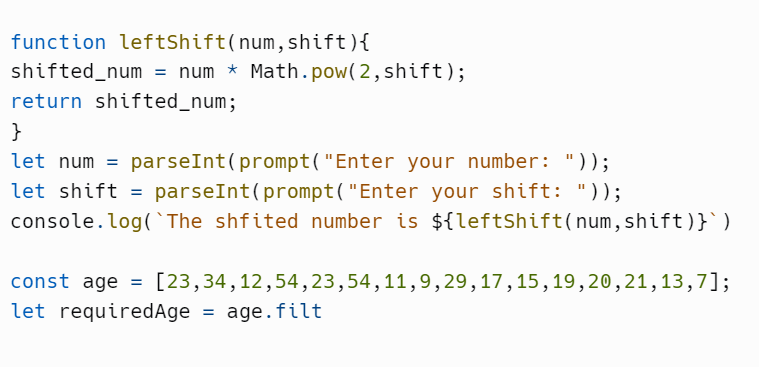 function leftShift(num,shift){
shifted_num = num * Math.pow(2,shift);
return shifted_num;
}
let num = parseInt(prompt("Enter your number: "));
let shift = parseInt(prompt("Enter your shift: "));
console.log(`The shfited number is ${leftShift(num,shift)}`)
const age = [23,34,12,54,23,54,11,9,29,17,15,19,20,21,13,7];
let requiredAge = age.filt